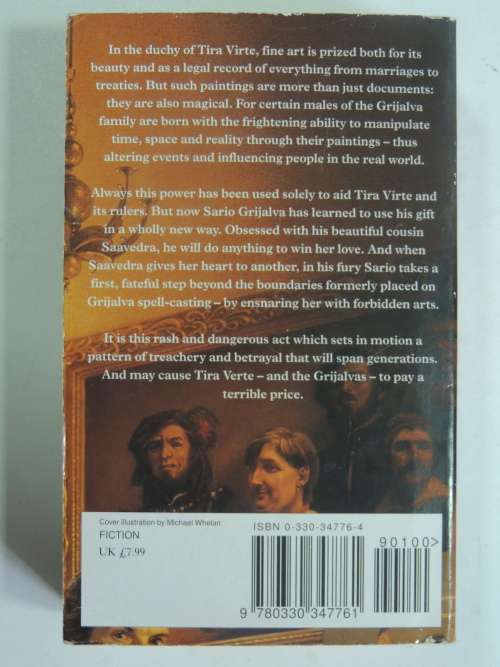 In the duchy of Tira Virte, fine art is prized both for its
beauty and as a legal record of everything from marriages to
treaties. But such paintings are more than just documents:
they are also magical. For certain males of the Grijalva
family are born with the frightening ability to manipulate
time, space and reality through their paintings – thus
altering events and influencing people in the real world.
Always this power has been used solely to aid Tira Virte and
its rulers. But now Sario Grijalva has learned to use his gift
in a wholly new way. Obsessed with his beautiful cousin
Saavedra, he will do anything to win her love. And when
Saavedra gives her heart to another, in his fury Sario takes a
first, fateful step beyond the boundaries formerly placed on
Grijalva spell-casting – by ensnaring her with forbidden arts.
It is this rash and dangerous act which sets in motion a
pattern of treachery and betrayal that will span generations.
And may cause Tira Verte – and the Grijalvas – to pay a
terrible price.
Cover illustration by Michael Whelan
FICTION
UK £7.99
ISBN 0-330-34776-4
90100>
9 780330 347761